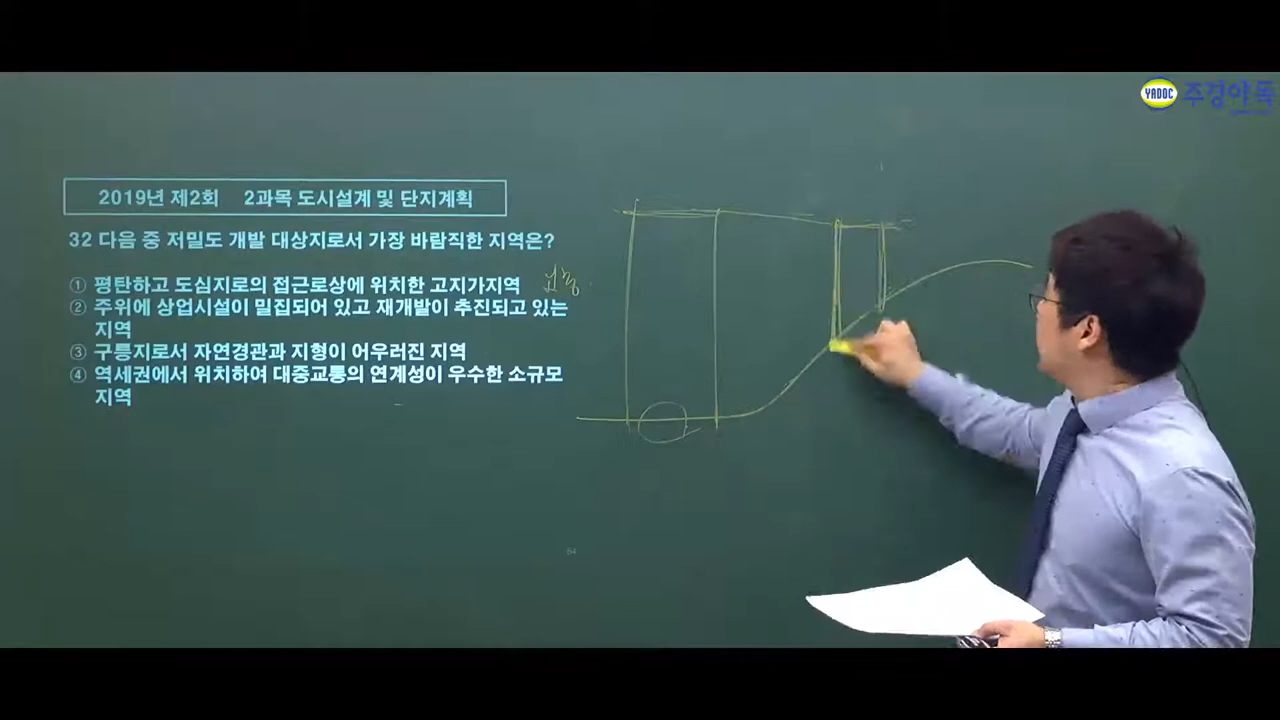 YADOC 주경야독
2019년 제2회 2과목 도시설계 및 단지계획
32 다음 중 저밀도 개발 대상지로서 가장 바람직한 지역은?
① 평탄하고 도심지로의 접근로상에 위치한 고지가지역
② 주위에 상업시설이 밀집되어 있고 재개발이 추진되고 있는
지역
③ 구릉지로서 자연경관과 지형이 어우러진 지역
④ 역세권에서 위치하여 대중교통의 연계성이 우수한 소규모
지역
64